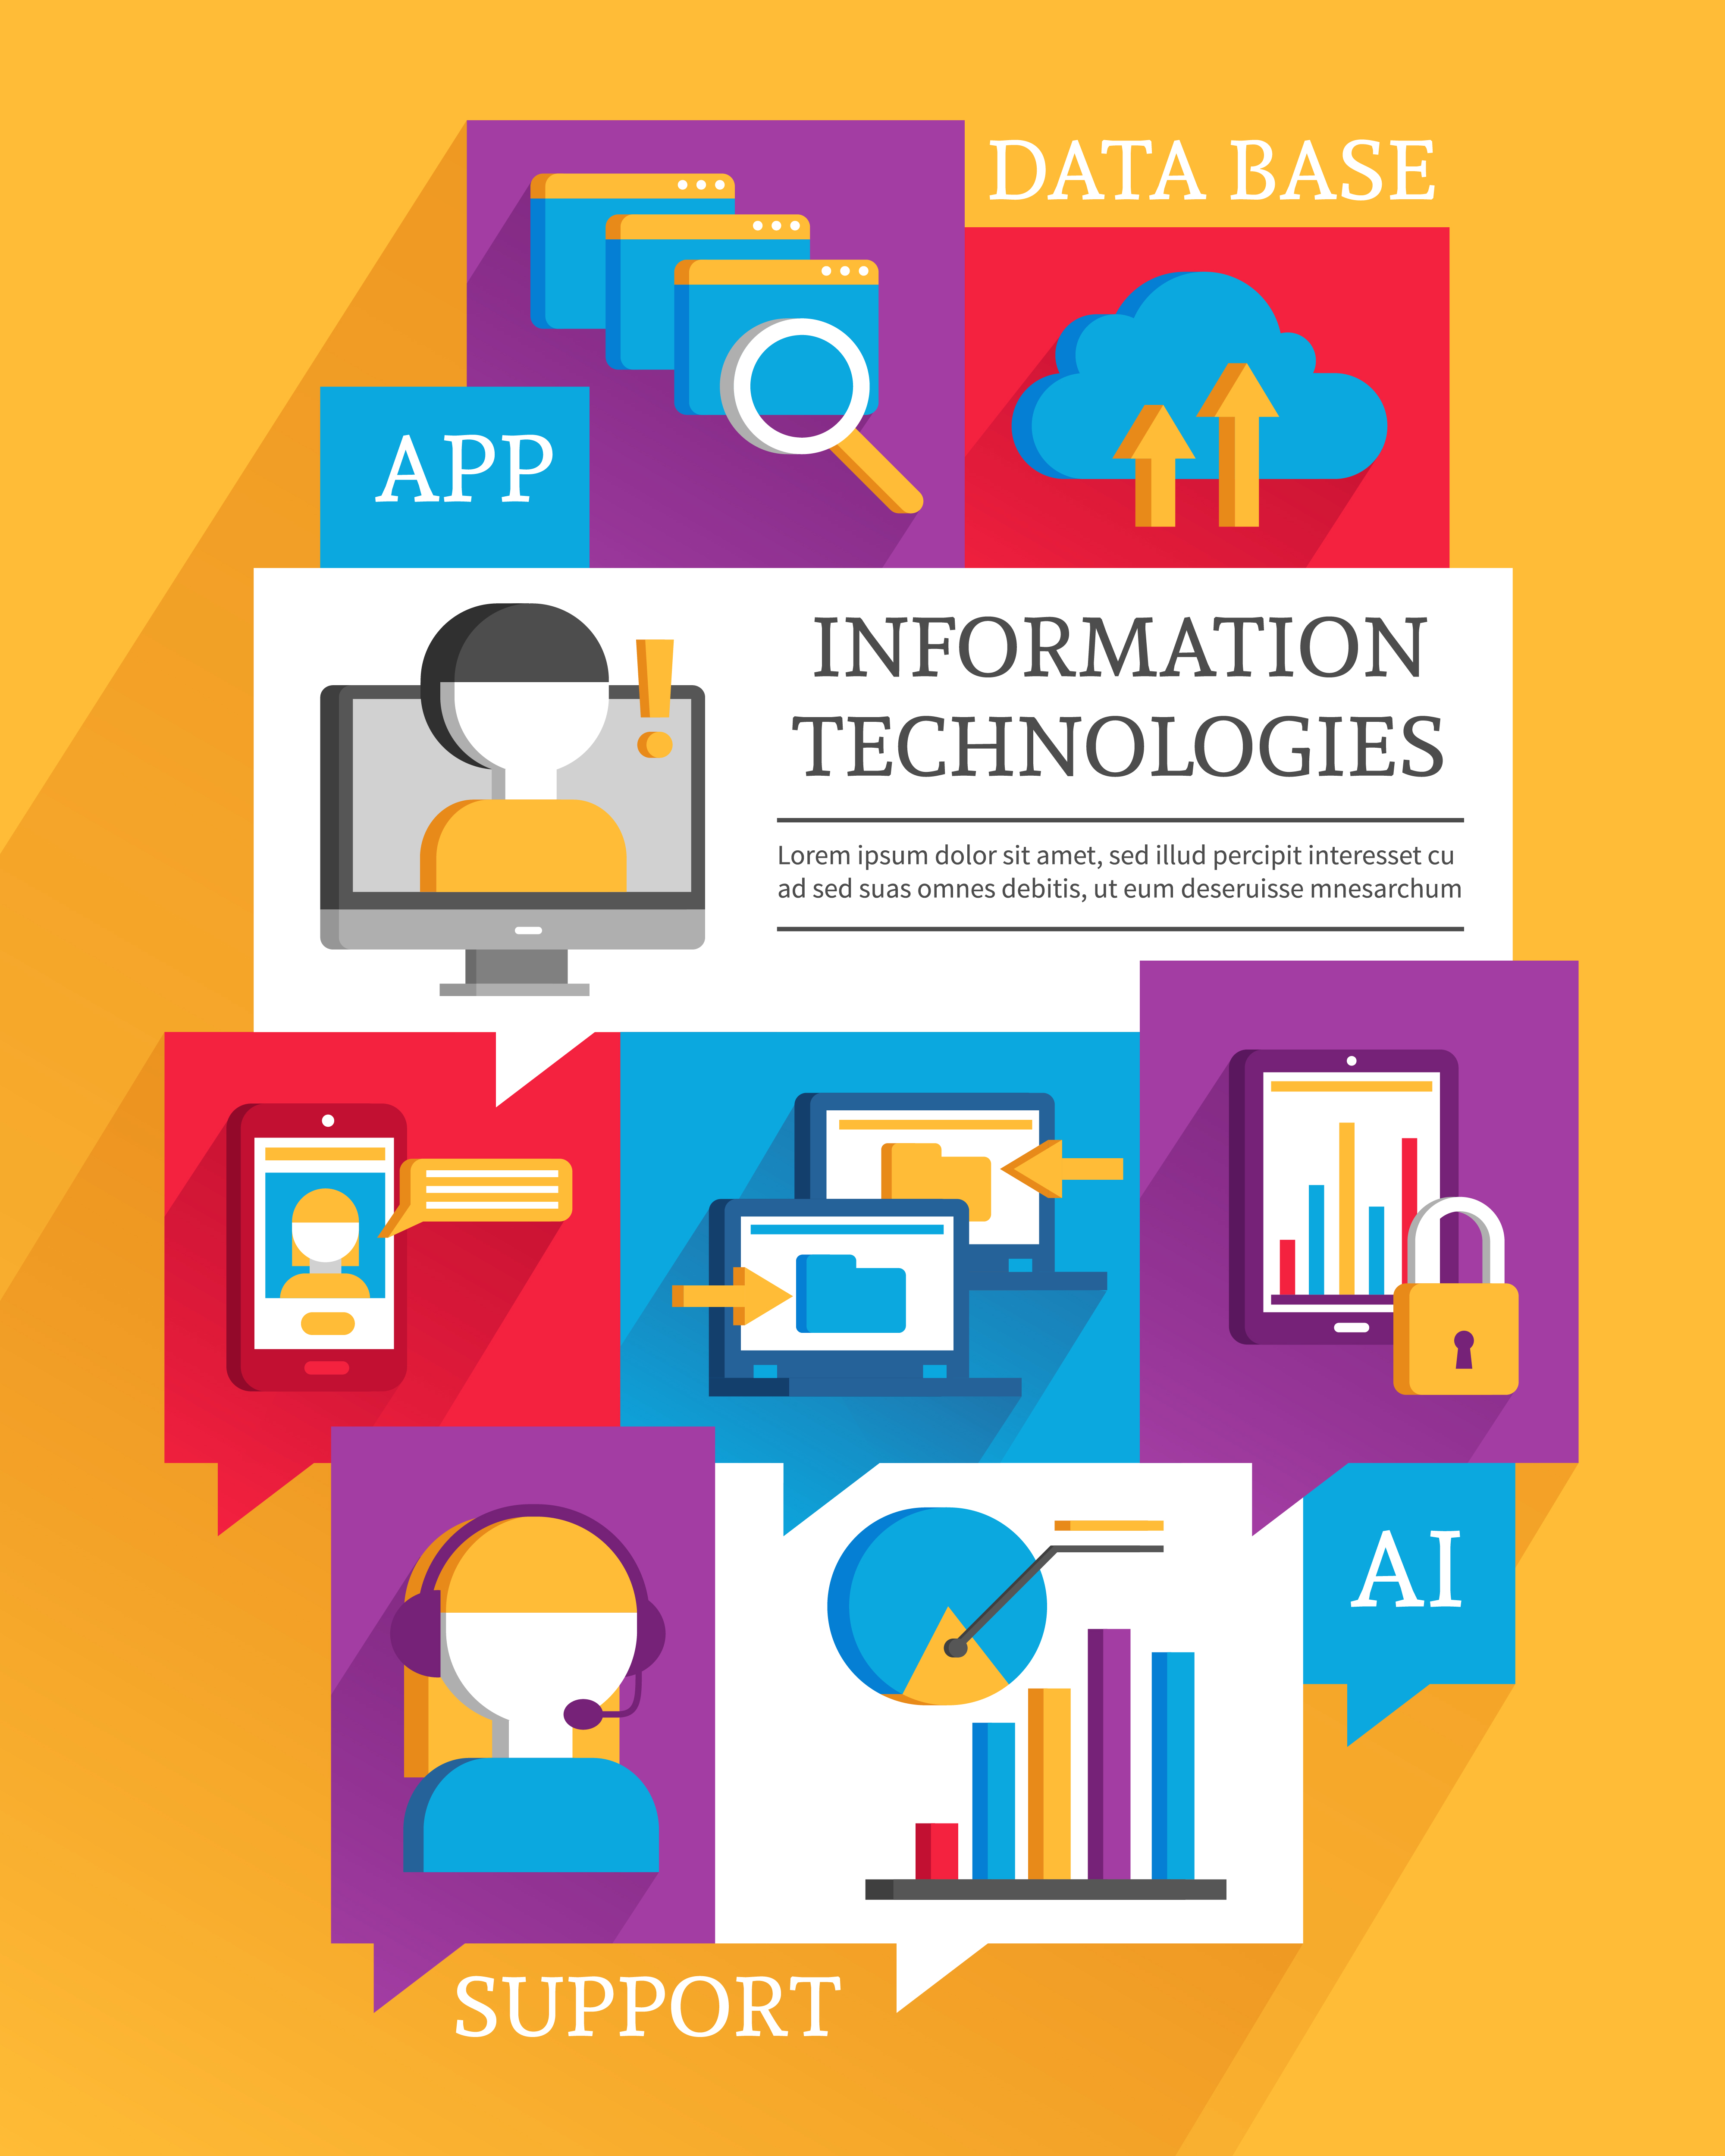 DATA BASE
APP
INFORMATION
TECHNOLOGIES
Lorem ipsum dolor sit amet, sed illud percipit interesset cu
ad sed suas omnes debitis, ut eum deseruisse mnesarchum
AI
SUPPORT